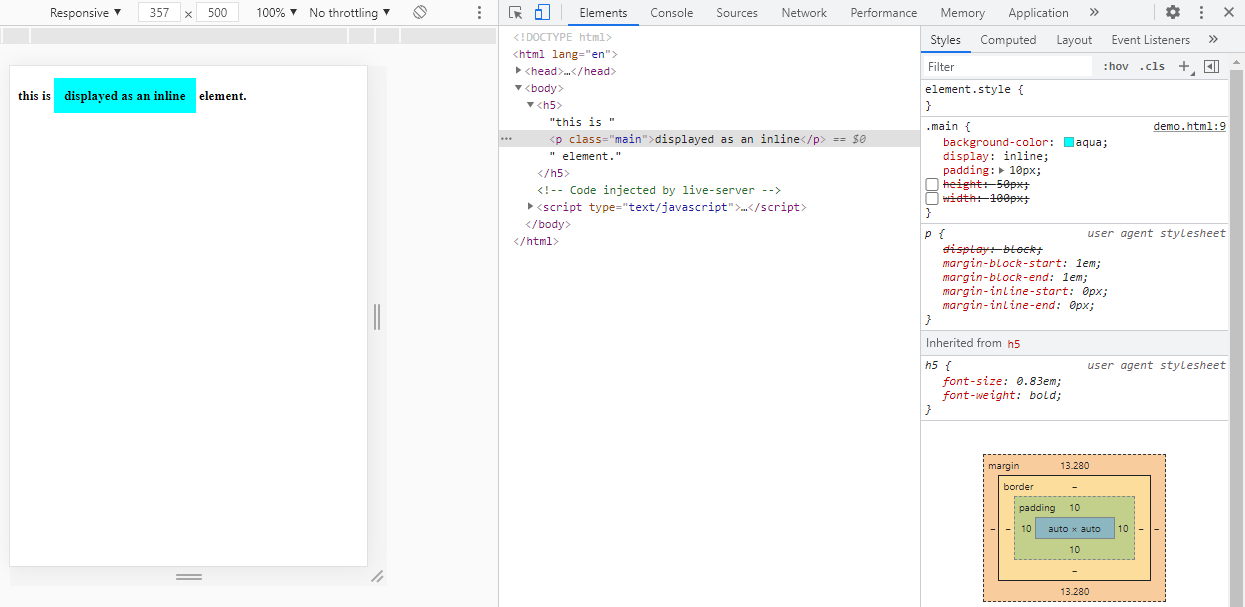 Responsive ▼ 357 × 500 100% ▼ No throttling ▼
this is displayed as an inline element.
Elements Console Sources Network Performance Memory Application »
<!DOCTYPE html>
<html lang="en">
▶<head>…</head>
▼<body>
▼<h5>
"this is "
··· <p class="main">displayed as an inline</p> == $0
" element."
</h5>
<!-- Code injected by live-server -->
▶<script type="text/javascript">…</script>
</body>
</html>
Styles Computed Layout Event Listeners »
Filter :hov .cls +
element.style {
}
.main { demo.html:9
background-color: aqua;
display: inline;
padding:▶ 10px;
height: 50px;
width: 100px;
}
p { user agent stylesheet
display: block;
margin-block-start: 1em;
margin-block-end: 1em;
margin-inline-start: 0px;
margin-inline-end: 0px;
}
Inherited from h5
h5 { user agent stylesheet
font-size: 0.83em;
font-weight: bold;
}
margin 13.280
border –
padding 10
– – 10 auto × auto 10 – –
10
–
13.280